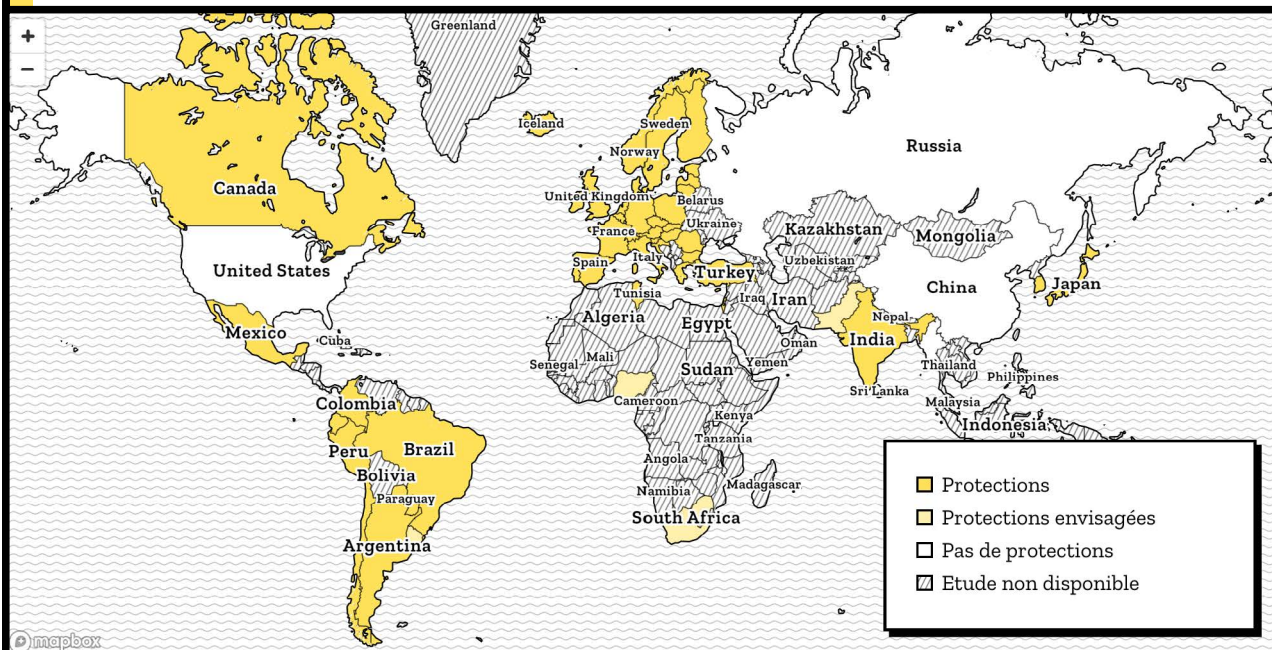 +
Greenland
−
Iceland
Sweden
Norway
Russia
Canada
United Kingdom
Belarus
Ukraine
France
Kazakhstan
Mongolia
Uzbekistan
Italy
Spain
Turkey
United States
China
Japan
Tunisia
Iraq
Iran
Algeria
Egypt
Nepal
Mexico
India
Cuba
Oman
Senegal
Mali
Sudan
Yemen
Thailand
Philippines
Sri Lanka
Colombia
Cameroon
Malaysia
Kenya
Indonesia
Tanzania
Peru
Brazil
Angola
Bolivia
Madagascar
Paraguay
Namibia
South Africa
Argentina
Protections
Protections envisagées
Pas de protections
Etude non disponible
mapbox